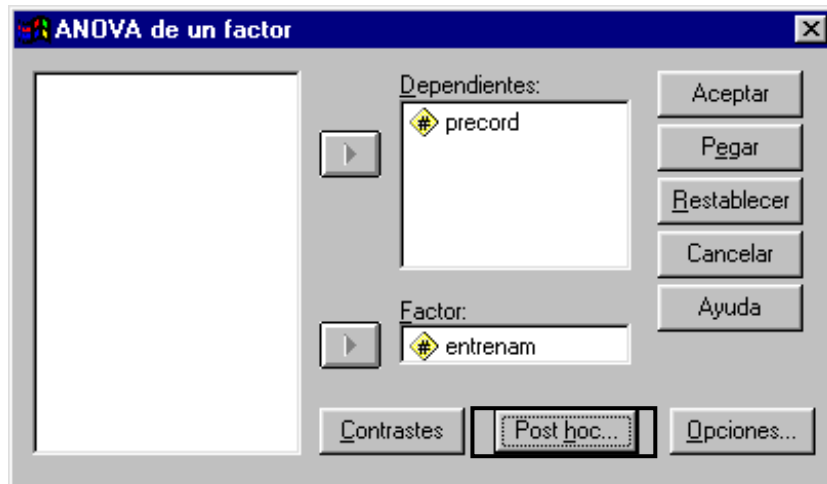 ANOVA de un factor
Dependientes:
precord
Factor:
entrenam
Aceptar
Pegar
Restablecer
Cancelar
Ayuda
Contrastes
Post hoc...
Opciones...